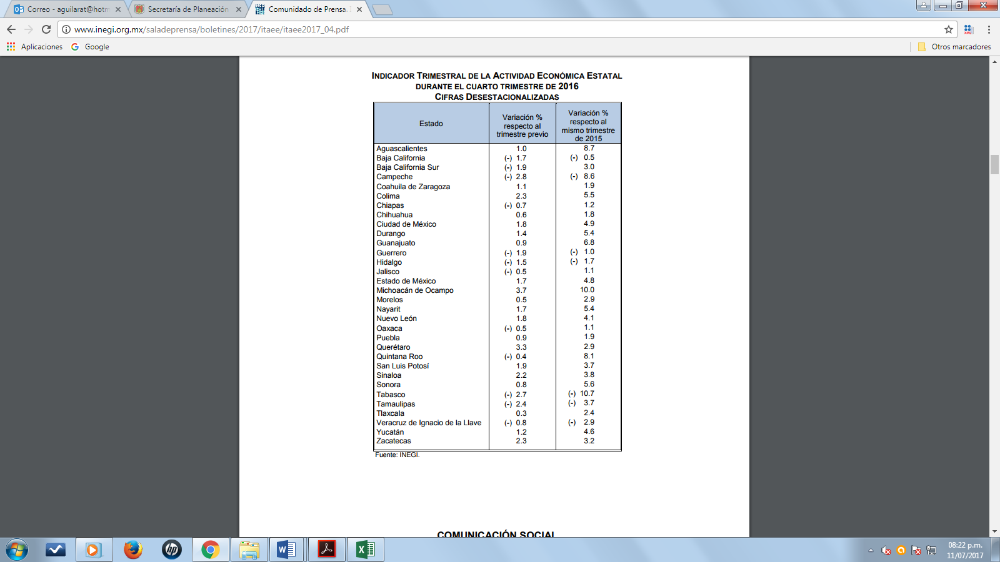 Correo - aguilarat@hotm
Secretaría de Planeación
Comunidado de Prensa.
www.inegi.org.mx/saladeprensa/boletines/2017/itaee/itaee2017_04.pdf
Aplicaciones
Google
Otros marcadores
INDICADOR TRIMESTRAL DE LA ACTIVIDAD ECONÓMICA ESTATAL
DURANTE EL CUARTO TRIMESTRE DE 2016
CIFRAS DESESTACIONALIZADAS
Estado
Variación %
respecto al
trimestre previo
Variación %
respecto al
mismo trimestre
de 2015
Aguascalientes 1.0 8.7
Baja California (-) 1.7 (-) 0.5
Baja California Sur (-) 1.9 3.0
Campeche (-) 2.8 (-) 8.6
Coahuila de Zaragoza 1.1 1.9
Colima 2.3 5.5
Chiapas (-) 0.7 1.2
Chihuahua 0.6 1.8
Ciudad de México 1.8 4.9
Durango 1.4 5.4
Guanajuato 0.9 6.8
Guerrero (-) 1.9 (-) 1.0
Hidalgo (-) 1.5 (-) 1.7
Jalisco (-) 0.5 1.1
Estado de México 1.7 4.8
Michoacán de Ocampo 3.7 10.0
Morelos 0.5 2.9
Nayarit 1.7 5.4
Nuevo León 1.8 4.1
Oaxaca (-) 0.5 1.1
Puebla 0.9 1.9
Querétaro 3.3 2.9
Quintana Roo (-) 0.4 8.1
San Luis Potosí 1.9 3.7
Sinaloa 2.2 3.8
Sonora 0.8 5.6
Tabasco (-) 2.7 (-) 10.7
Tamaulipas (-) 2.4 (-) 3.7
Tlaxcala 0.3 2.4
Veracruz de Ignacio de la Llave (-) 0.8 (-) 2.9
Yucatán 1.2 4.6
Zacatecas 2.3 3.2
Fuente: INEGI.
COMUNICACIÓN SOCIAL
hp
08:22 p.m.
11/07/2017